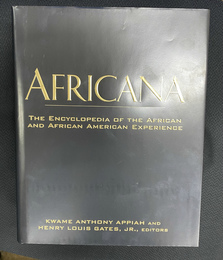 AFRICANA
THE ENCYCLOPEDIA OF THE AFRICAN
AND AFRICAN AMERICAN EXPERIENCE
KWAME ANTHONY APPIAH AND
HENRY LOUIS GATES, JR., EDITORS